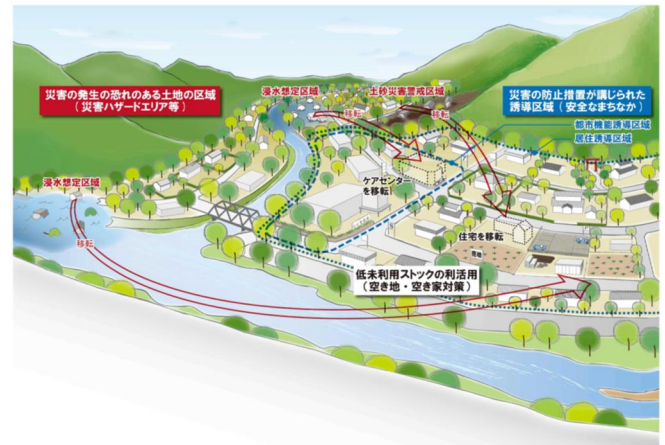 災害の発生の恐れのある土地の区域
(災害ハザードエリア等)
浸水想定区域
土砂災害警戒区域
災害の防止措置が講じられた
誘導区域(安全なまちなか)
移転
移転
都市機能誘導区域
居住誘導区域
浸水想定区域
ケアセンター
を移転
移転
住宅を移転
低未利用ストックの利活用
(空き地・空き家対策)